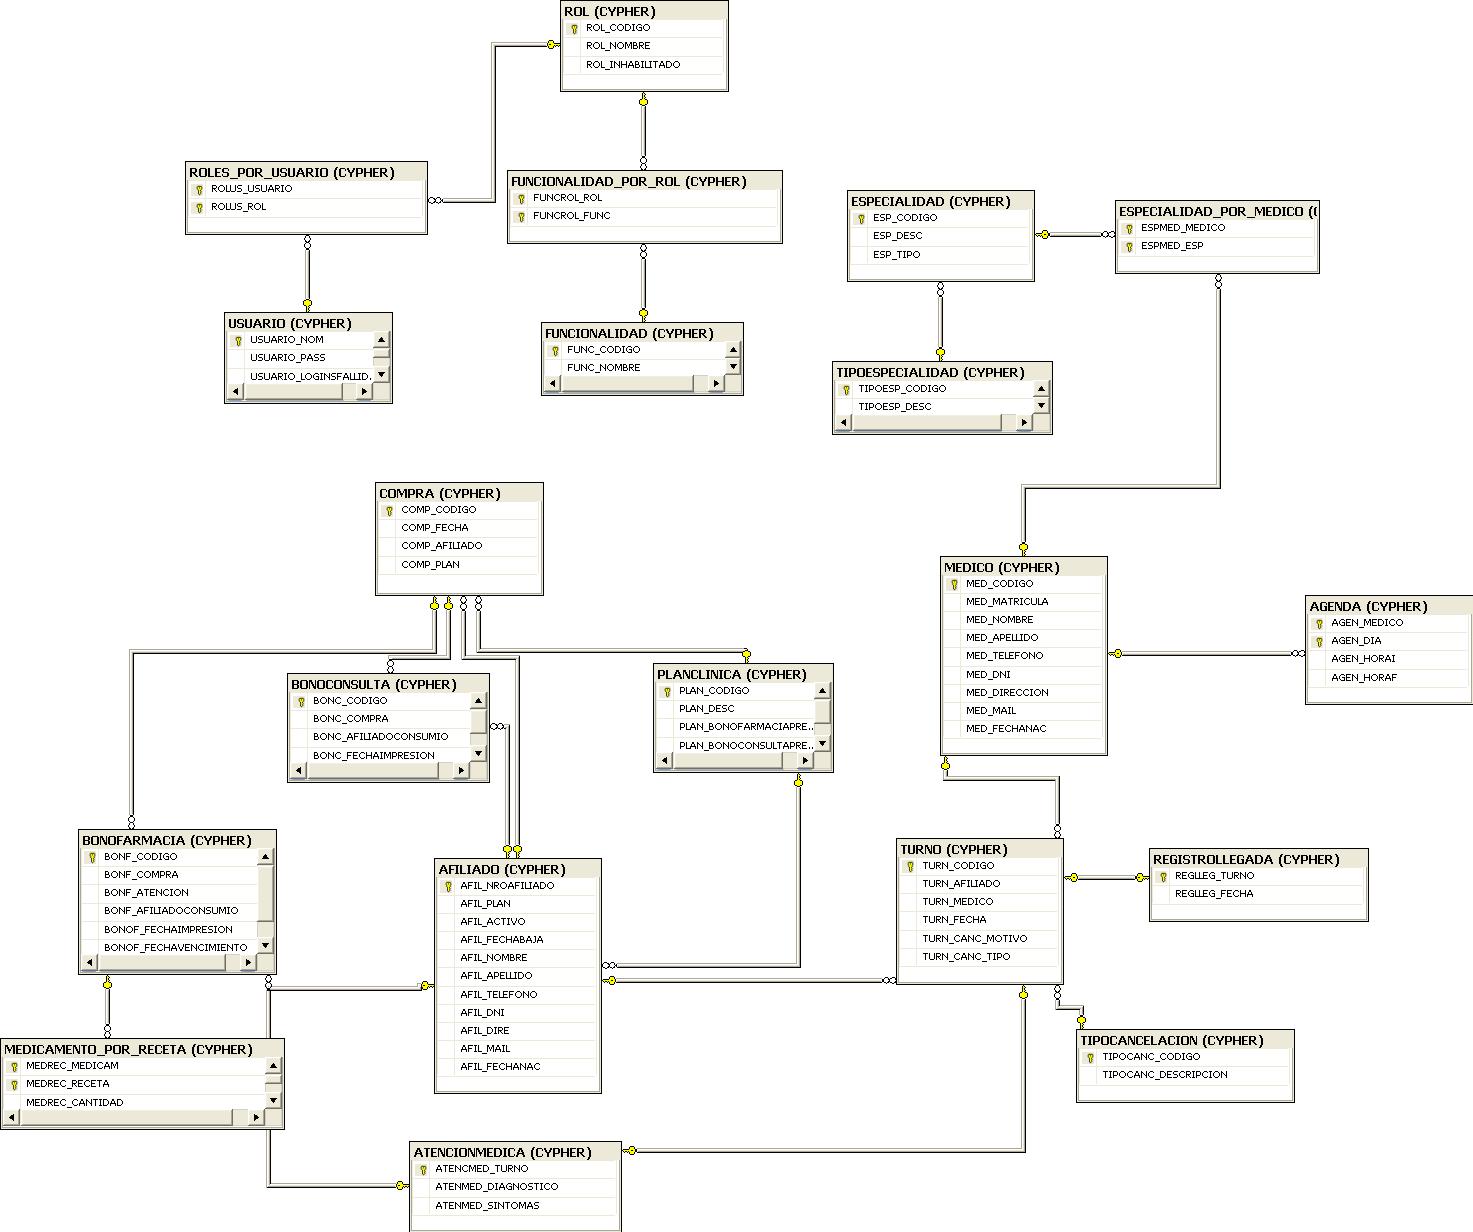 ROL (CYPHER)
ROL_CODIGO
ROL_NOMBRE
ROL_INHABILITADO
ROLES_POR_USUARIO (CYPHER)
ROLUS_USUARIO
ROLUS_ROL
FUNCIONALIDAD_POR_ROL (CYPHER)
FUNCROL_ROL
FUNCROL_FUNC
ESPECIALIDAD (CYPHER)
ESP_CODIGO
ESP_DESC
ESP_TIPO
ESPECIALIDAD_POR_MEDICO ((
ESPMED_MEDICO
ESPMED_ESP
USUARIO (CYPHER)
USUARIO_NOM
USUARIO_PASS
USUARIO_LOGINSFALLID..
FUNCIONALIDAD (CYPHER)
FUNC_CODIGO
FUNC_NOMBRE
TIPOESPECIALIDAD (CYPHER)
TIPOESP_CODIGO
TIPOESP_DESC
COMPRA (CYPHER)
COMP_CODIGO
COMP_FECHA
COMP_AFILIADO
COMP_PLAN
MEDICO (CYPHER)
MED_CODIGO
MED_MATRICULA
MED_NOMBRE
MED_APELLIDO
MED_TELEFONO
MED_DNI
MED_DIRECCION
MED_MAIL
MED_FECHANAC
AGENDA (CYPHER)
AGEN_MEDICO
AGEN_DIA
AGEN_HORAI
AGEN_HORAF
BONOCONSULTA (CYPHER)
BONC_CODIGO
BONC_COMPRA
BONC_AFILIADOCONSUMIO
BONC_FECHAIMPRESION
PLANCLINICA (CYPHER)
PLAN_CODIGO
PLAN_DESC
PLAN_BONOFARMACIAPRE..
PLAN_BONOCONSULTAPRE..
BONOFARMACIA (CYPHER)
BONF_CODIGO
BONF_COMPRA
BONF_ATENCION
BONF_AFILIADOCONSUMIO
BONOF_FECHAIMPRESION
BONOF_FECHAVENCIMIENTO
AFILIADO (CYPHER)
AFIL_NROAFILIADO
AFIL_PLAN
AFIL_ACTIVO
AFIL_FECHABAJA
AFIL_NOMBRE
AFIL_APELLIDO
AFIL_TELEFONO
AFIL_DNI
AFIL_DIRE
AFIL_MAIL
AFIL_FECHANAC
TURNO (CYPHER)
TURN_CODIGO
TURN_AFILIADO
TURN_MEDICO
TURN_FECHA
TURN_CANC_MOTIVO
TURN_CANC_TIPO
REGISTROLLEGADA (CYPHER)
REGLLEG_TURNO
REGLLEG_FECHA
MEDICAMENTO_POR_RECETA (CYPHER)
MEDREC_MEDICAM
MEDREC_RECETA
MEDREC_CANTIDAD
TIPOCANCELACION (CYPHER)
TIPOCANC_CODIGO
TIPOCANC_DESCRIPCION
ATENCIONMEDICA (CYPHER)
ATENCMED_TURNO
ATENMED_DIAGNOSTICO
ATENMED_SINTOMAS